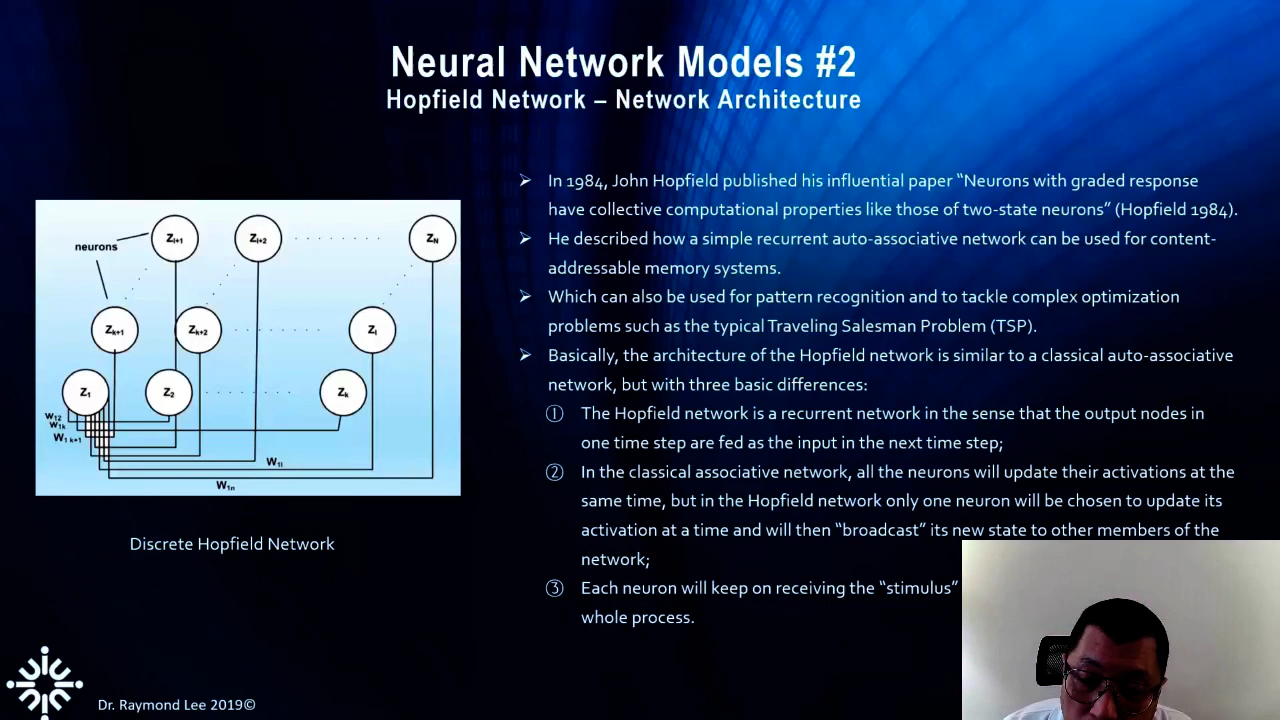 Neural Network Models #2
Hopfield Network – Network Architecture
neurons
Zl+1
Zl+2
ZN
Zk+1
Zk+2
Zl
Z1
Z2
Zk
W12
W1k
W1 k+1
W1l
W1n
Discrete Hopfield Network
In 1984, John Hopfield published his influential paper “Neurons with graded response
have collective computational properties like those of two-state neurons” (Hopfield 1984).
He described how a simple recurrent auto-associative network can be used for content-
addressable memory systems.
Which can also be used for pattern recognition and to tackle complex optimization
problems such as the typical Traveling Salesman Problem (TSP).
Basically, the architecture of the Hopfield network is similar to a classical auto-associative
network, but with three basic differences:
① The Hopfield network is a recurrent network in the sense that the output nodes in
one time step are fed as the input in the next time step;
② In the classical associative network, all the neurons will update their activations at the
same time, but in the Hopfield network only one neuron will be chosen to update its
activation at a time and will then “broadcast” its new state to other members of the
network;
③ Each neuron will keep on receiving the “stimulus”
whole process.
Dr. Raymond Lee 2019©